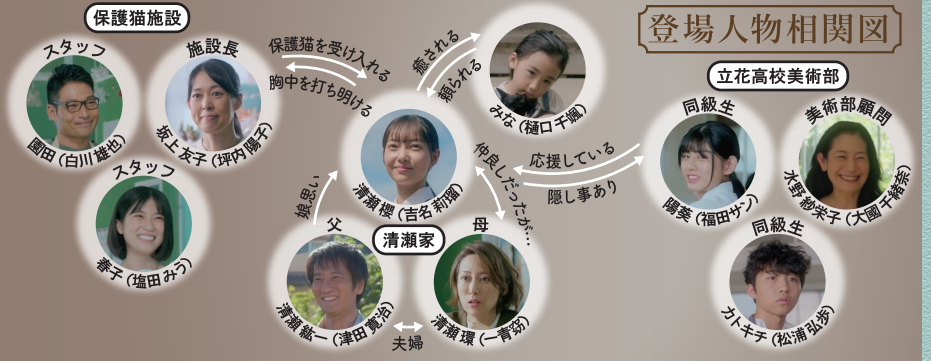 登場人物相関図
保護猫施設
スタッフ
園田（白川 雄也）
施設長
坂上 友子（坪内 陽子）
スタッフ
春子（塩田 みう）
保護猫を受け入れる
胸中を打ち明ける
癒される
頼られる
みな（樋口 千颯）
清瀬 櫻（吉名 莉瑠）
娘思い
仲良しだったが…
応援している
隠し事あり
清瀬家
父
清瀬 紘一（津田 寛治）
母
清瀬 環（一青窈）
夫婦
立花高校美術部
同級生
陽葵（福田サン）
美術部顧問
水野 紗栄子（大國 千緒奈）
同級生
カトキチ（松浦 弘歩）